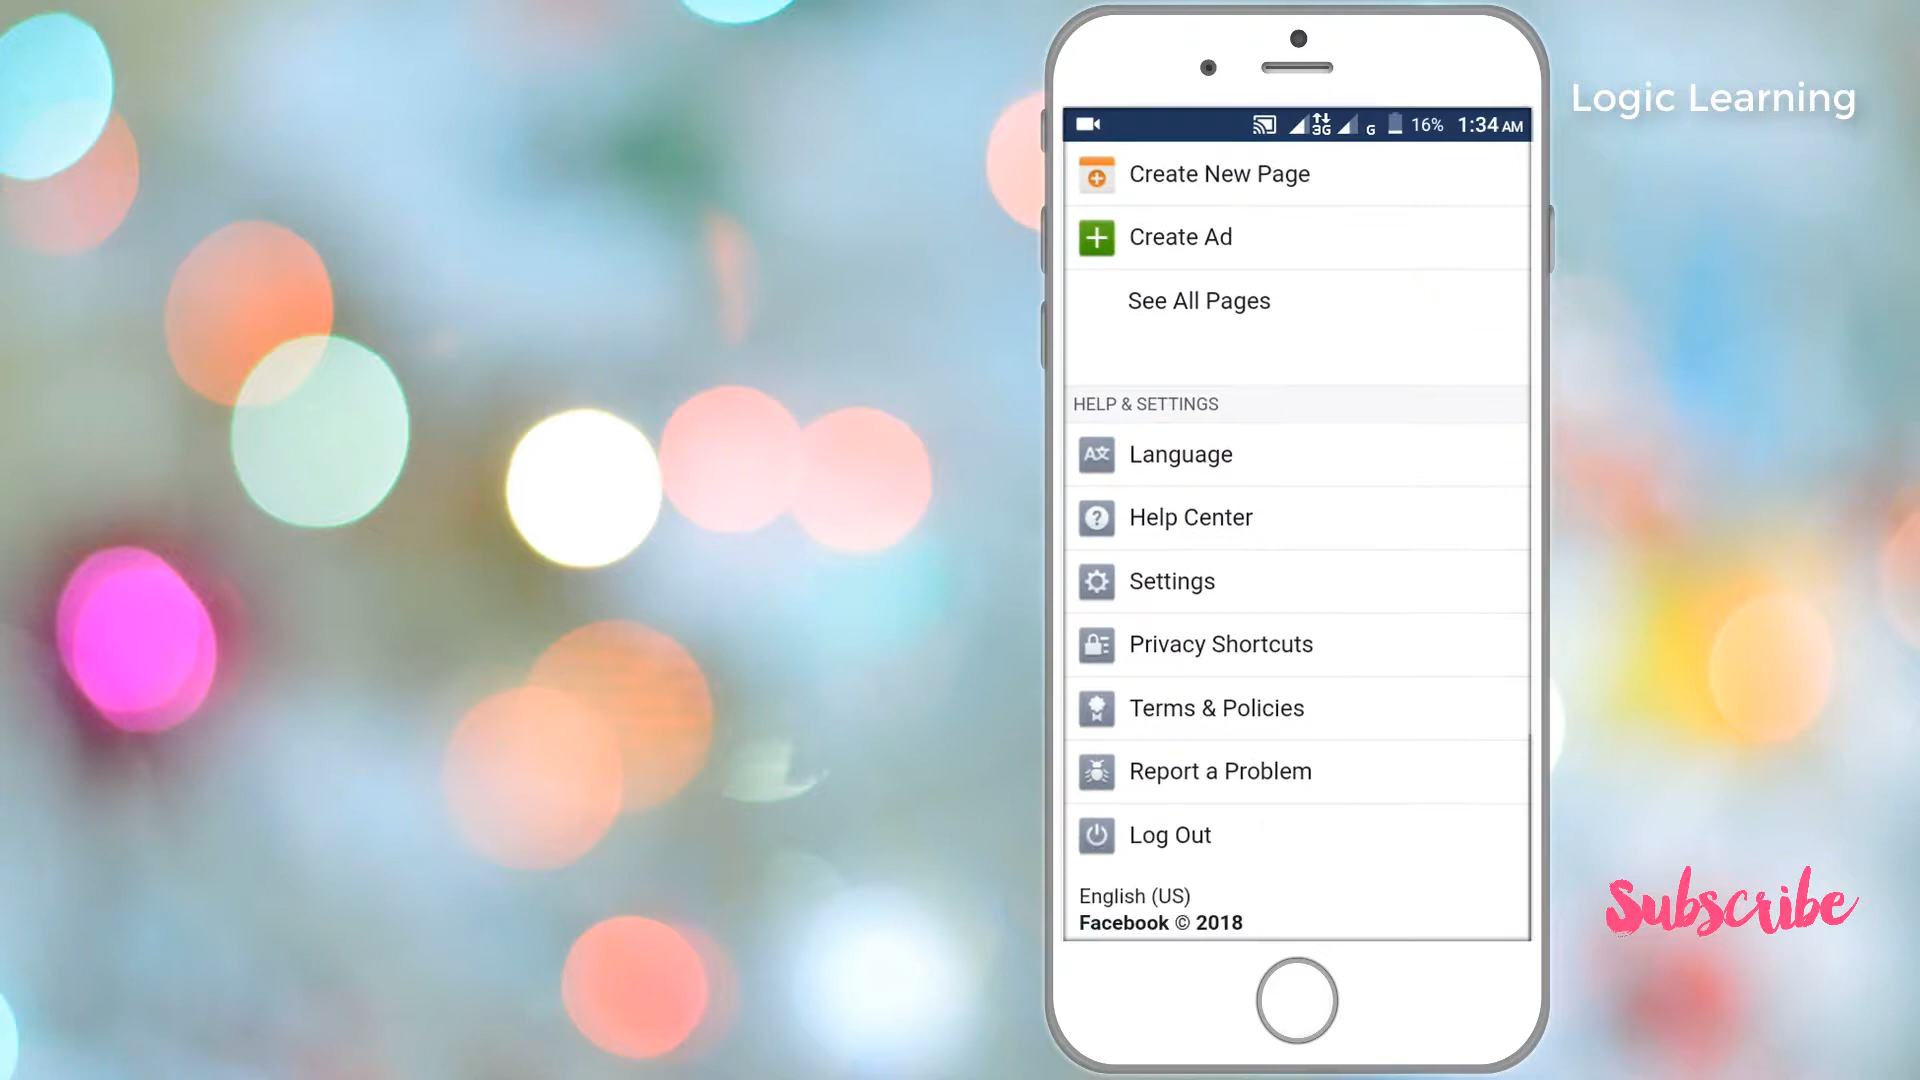 Logic Learning
3G G 16% 1:34 AM
Create New Page
Create Ad
See All Pages
HELP & SETTINGS
Language
Help Center
Settings
Privacy Shortcuts
Terms & Policies
Report a Problem
Log Out
English (US)
Facebook © 2018
Subscribe